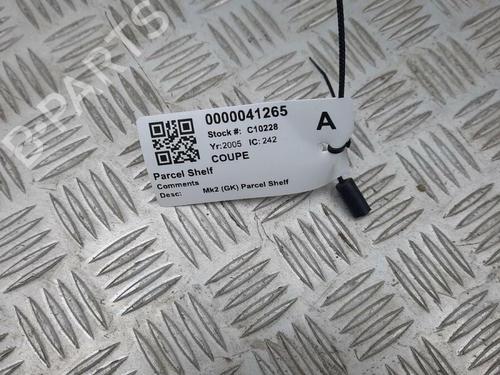 B-PARTS
0000041265
Stock #: C10228
A
Yr:2005 IC: 242
COUPE
Parcel Shelf
Comments
Desc: Mk2 (GK) Parcel Shelf